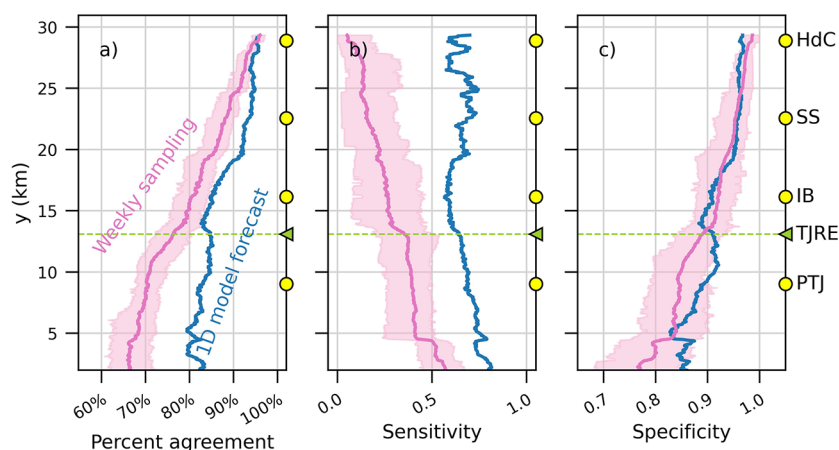 30
25
20
15
10
5
y (km)
a)
b)
c)
Weekly sampling
1D model forecast
HdC
SS
IB
TJRE
PTJ
60%
70%
80%
90%
100%
0.0
0.5
1.0
0.7
0.8
0.9
1.0
Percent agreement
Sensitivity
Specificity